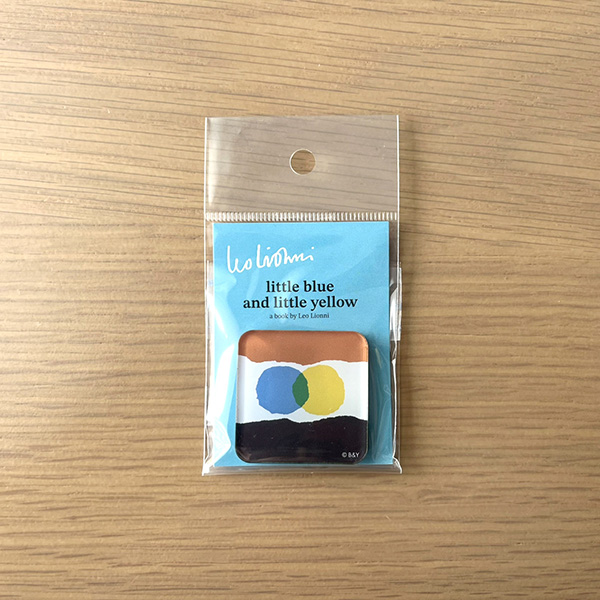 leo lionni
little blue
and little yellow
a book by Leo Lionni
© B&Y